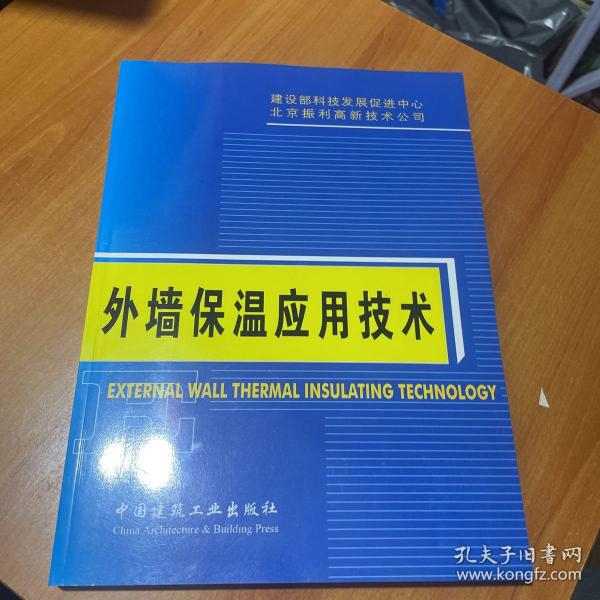 建设部科技发展促进中心
北京振利高新技术公司
外墙保温应用技术
EXTERNAL WALL THERMAL INSULATING TECHNOLOGY
中国建筑工业出版社
China Architecture & Building Press
孔夫子旧书网
www.kongfz.com